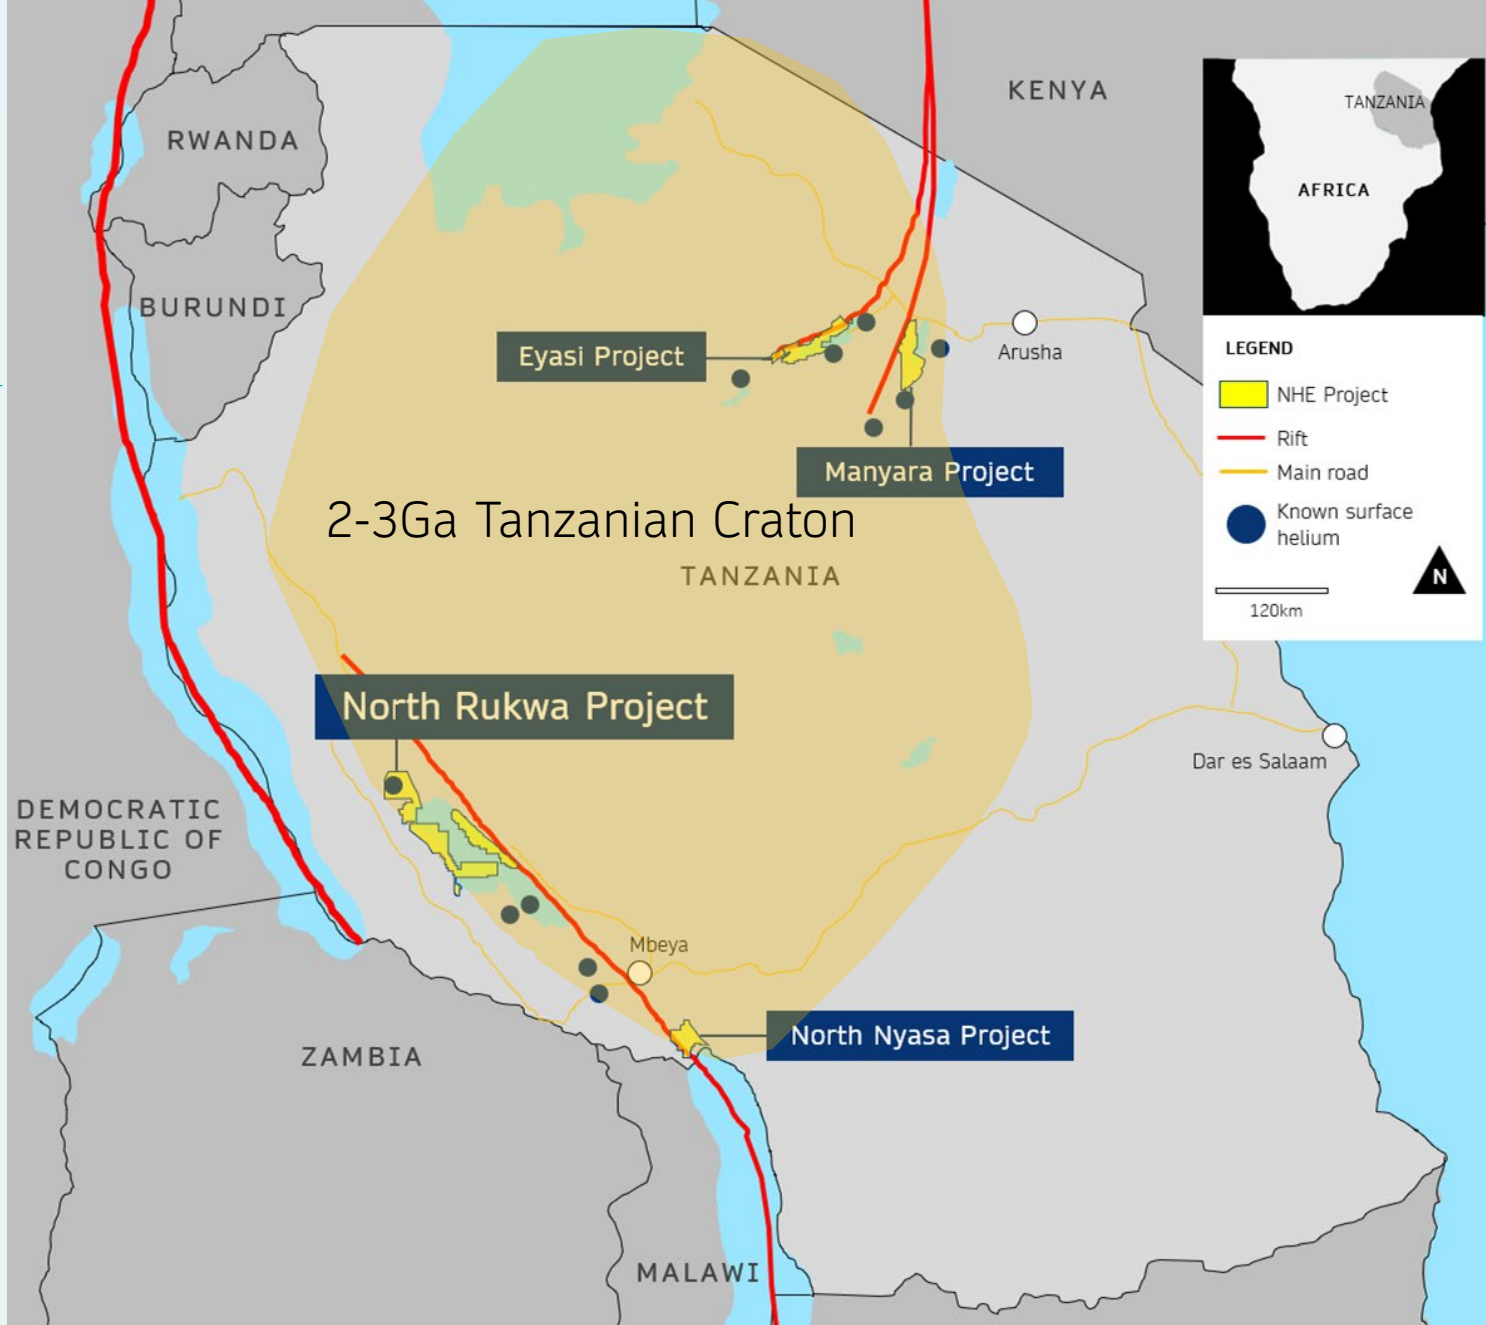 KENYA
RWANDA
BURUNDI
Eyasi Project
Arusha
Manyara Project
2-3Ga Tanzanian Craton
TANZANIA
North Rukwa Project
Dar es Salaam
DEMOCRATIC
REPUBLIC OF
CONGO
Mbeya
North Nyasa Project
ZAMBIA
MALAWI
TANZANIA
AFRICA
LEGEND
NHE Project
Rift
Main road
Known surface
helium
N
120km